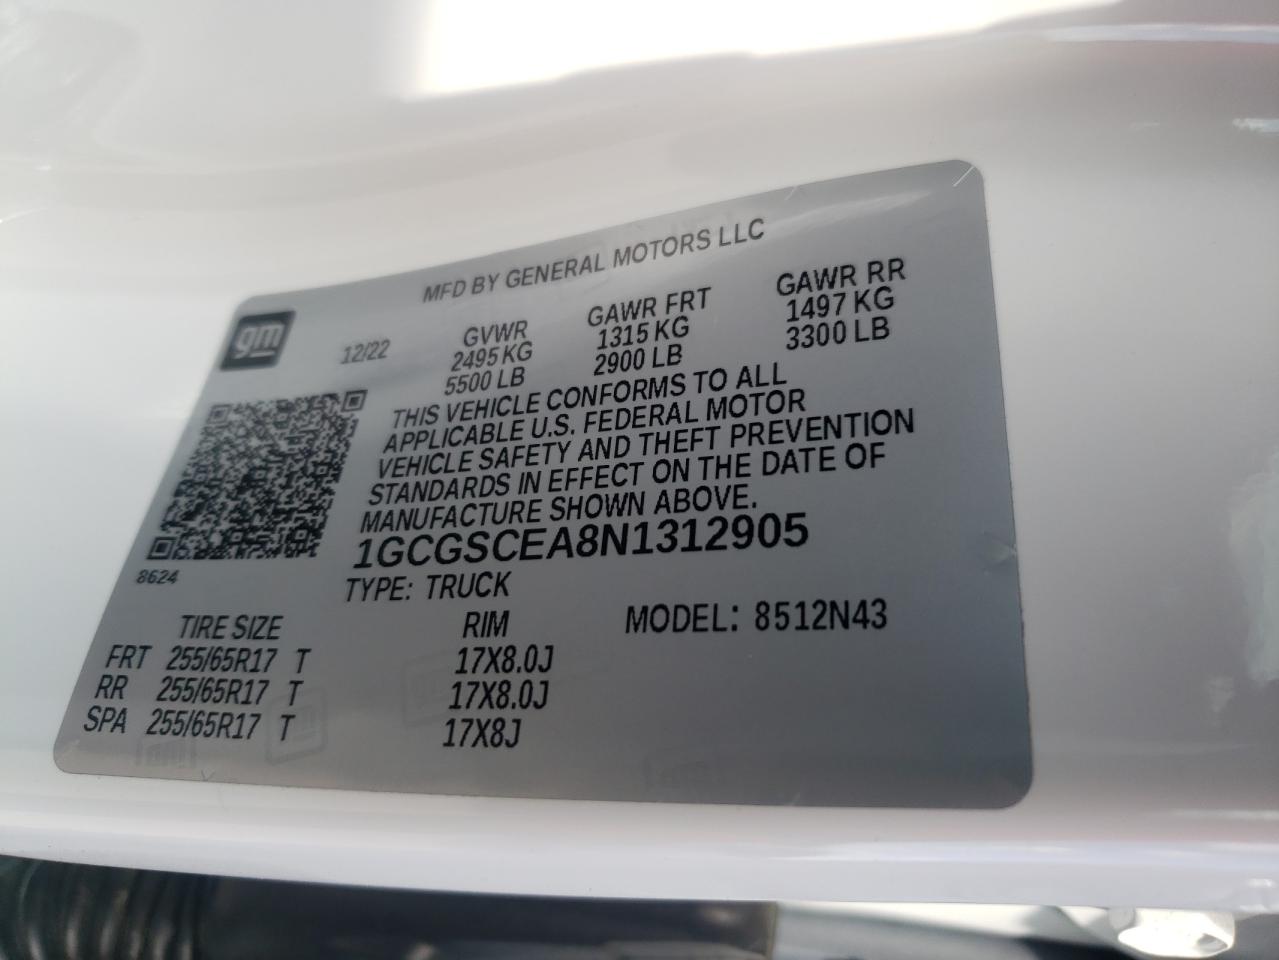 MFD BY GENERAL MOTORS LLC
gm
12/22
GVWR
2495 KG
5500 LB
GAWR FRT
1315 KG
2900 LB
GAWR RR
1497 KG
3300 LB
THIS VEHICLE CONFORMS TO ALL
APPLICABLE U.S. FEDERAL MOTOR
VEHICLE SAFETY AND THEFT PREVENTION
STANDARDS IN EFFECT ON THE DATE OF
MANUFACTURE SHOWN ABOVE.
1GCGSCEA8N1312905
8624
TYPE: TRUCK
TIRE SIZE RIM MODEL: 8512N43
FRT 255/65R17 T 17X8.0J
RR 255/65R17 T 17X8.0J
SPA 255/65R17 T 17X8J